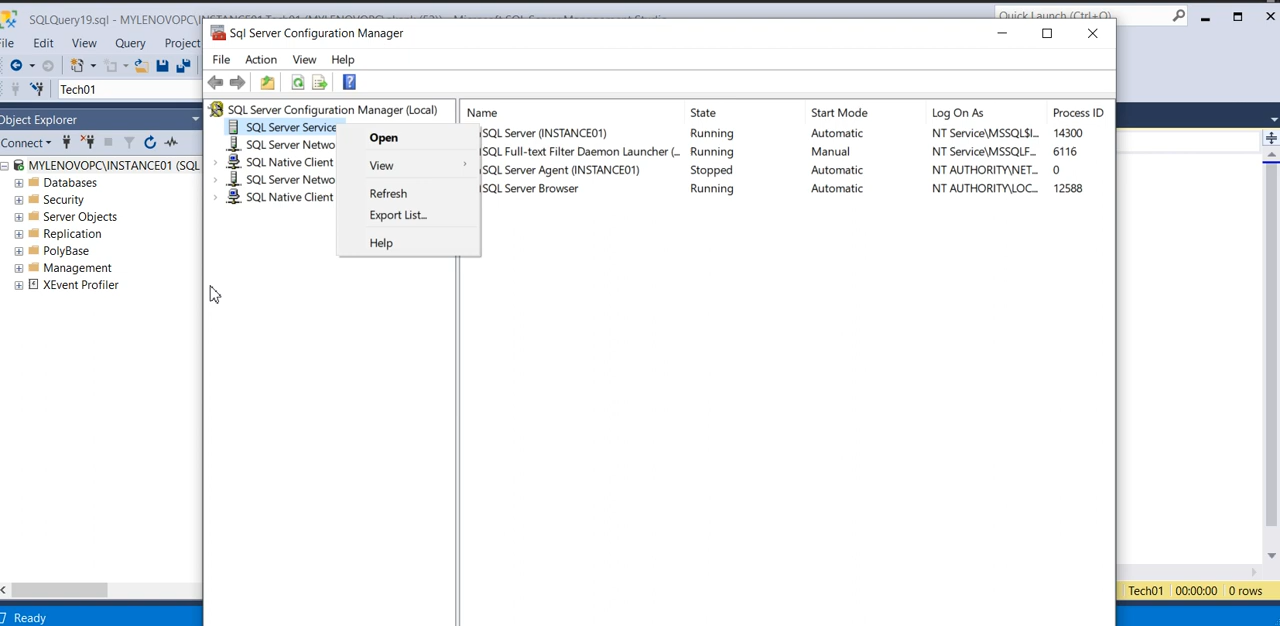 SQLQuery19.sql - MYLENOVOPC\
Quick Launch (Ctrl+Q)
File Edit View Query Project
Tech01
Object Explorer
Connect
MYLENOVOPC\INSTANCE01 (SQL
Databases
Security
Server Objects
Replication
PolyBase
Management
XEvent Profiler
Ready
Sql Server Configuration Manager
File Action View Help
SQL Server Configuration Manager (Local)
SQL Server Service
SQL Server Netwo
SQL Native Client
SQL Server Netwo
SQL Native Client
Open
View
Refresh
Export List...
Help
Name State Start Mode Log On As Process ID
SQL Server (INSTANCE01) Running Automatic NT Service\MSSQL$I... 14300
SQL Full-text Filter Daemon Launcher (... Running Manual NT Service\MSSQLF... 6116
SQL Server Agent (INSTANCE01) Stopped Automatic NT AUTHORITY\NET... 0
SQL Server Browser Running Automatic NT AUTHORITY\LOC... 12588
Tech01 00:00:00 0 rows